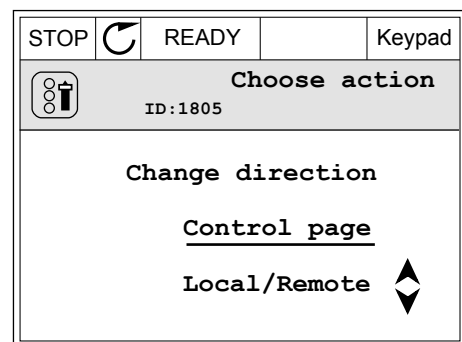 STOP READY Keypad
Choose action
ID:1805
Change direction
Control page
Local/Remote